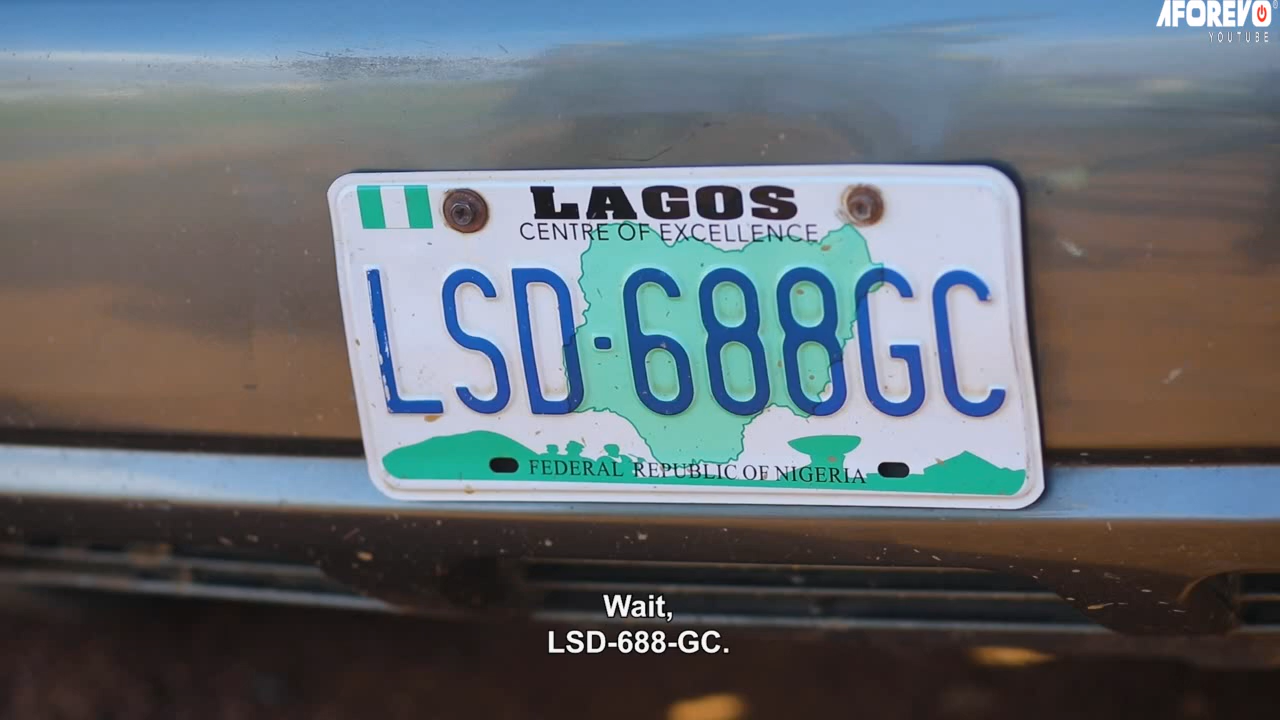 AFOREVO
YOUTUBE
LAGOS
CENTRE OF EXCELLENCE
LSD-688GC
FEDERAL REPUBLIC OF NIGERIA
Wait,
LSD-688-GC.